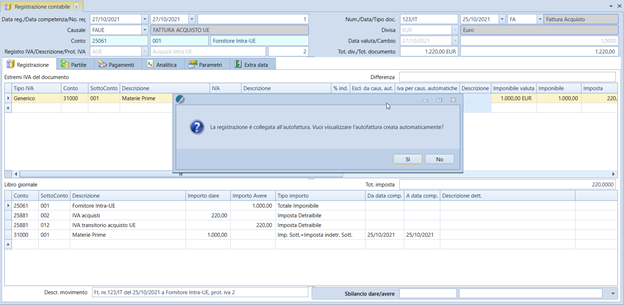 Registrazione contabile
Data reg./Data competenza/No. reg. 27/10/2021 27/10/2021 1 Num./Data/Tipo doc. 123/IT 25/10/2021 FA Fattura Acquisto
Causale FAUE FATTURA ACQUISTO UE Divisa EUR Euro
Conto 25061 001 Fornitore Intra-UE Data valuta/Cambio 27/10/2021 1,0000
Registro IVA/Descrizione/Prot. IVA AUE Acquisti Intra UE 2 Tot. div./Tot. documento 1.220,00 EUR 1.220,00
Registrazione Partite Pagamenti Analitica Parametri Extra data
Estremi IVA del documento Differenza
Tipo IVA Conto SottoConto Descrizione IVA Descrizione % ind. Escl. da caus. aut. Iva per caus. automatiche Descrizione Imponibile valuta Imponibile Imposta
Generico 31000 001 Materie Prime 1.000,00 EUR 1.000,00 220,
La registrazione è collegata all'autofattura. Vuoi visualizzare l'autofattura creata automaticamente?
Sì No
Libro giornale Tot. imposta 220,0000
Conto SottoConto Descrizione Importo dare Importo Avere Tipo importo Da data comp. A data comp. Descrizione dett.
25061 001 Fornitore Intra-UE 1.000,00 Totale Imponibile
25881 002 IVA acquisti 220,00 Imposta Detraibile
25881 012 IVA transitorio acquisto UE 220,00 Imposta Detraibile
31000 001 Materie Prime 1.000,00 Imp. Sott.+Imposta indetr. Sott. 25/10/2021 25/10/2021
Descr. movimento Ft. nr.123/IT del 25/10/2021 a Fornitore Intra-UE, prot. iva 2 Sbilancio dare/avere